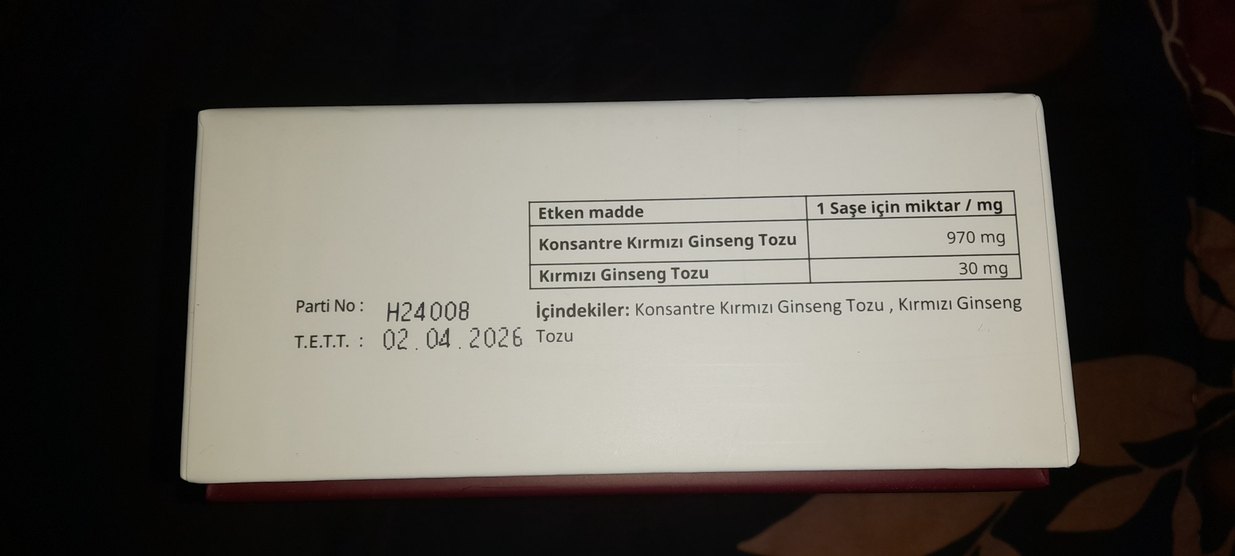 Etken madde 1 Saşe için miktar / mg
Konsantre Kırmızı Ginseng Tozu 970 mg
Kırmızı Ginseng Tozu 30 mg
Parti No : H24008
T.E.T.T. : 02.04.2026
İçindekiler: Konsantre Kırmızı Ginseng Tozu , Kırmızı Ginseng
Tozu